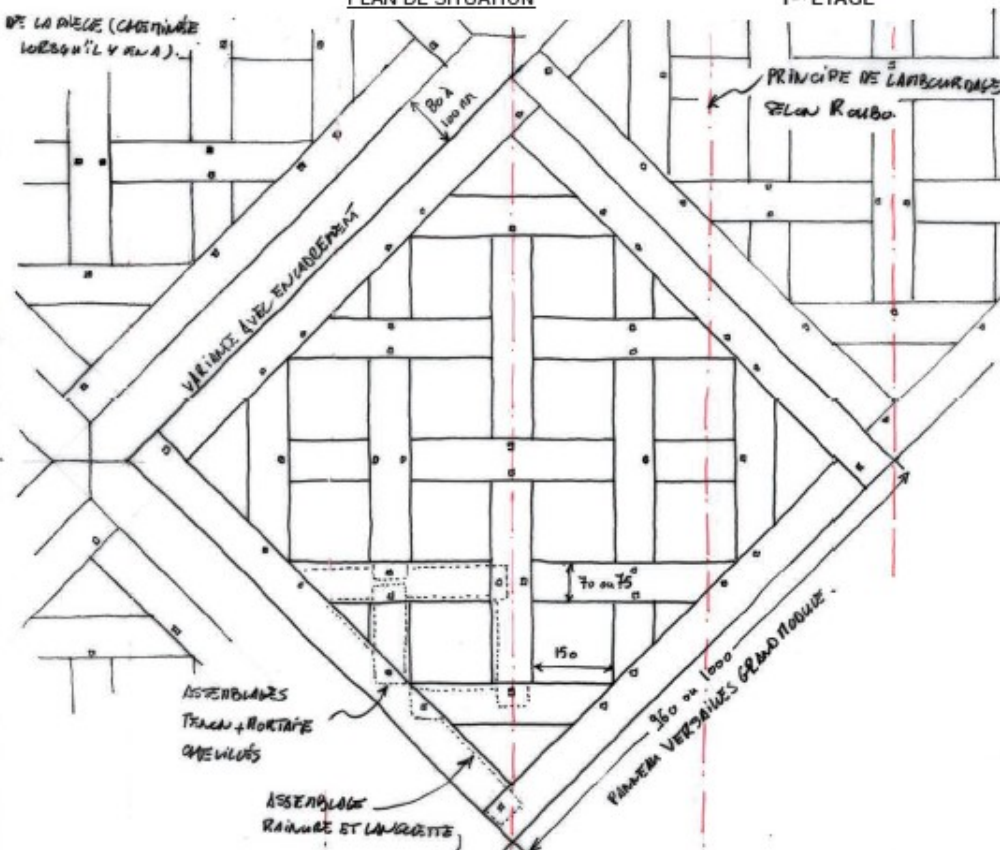 PLAN DE SITUATION
1er ETAGE
DE LA PIECE (CHEMINÉE
LORSQU'IL Y EN A).
80 à
100 mm
PRINCIPE DE LAMBOURDAGE
SELON ROUBO.
VARIANTE AVEC ENCADREMENT
70 ou 75
150
ASSEMBLAGES
TENON + MORTAISE
CHEVILLÉS
960 ou 1000
PANNEAU VERSAILLES GRAND MODULE.
ASSEMBLAGE
RAINURE ET LANGUETTE